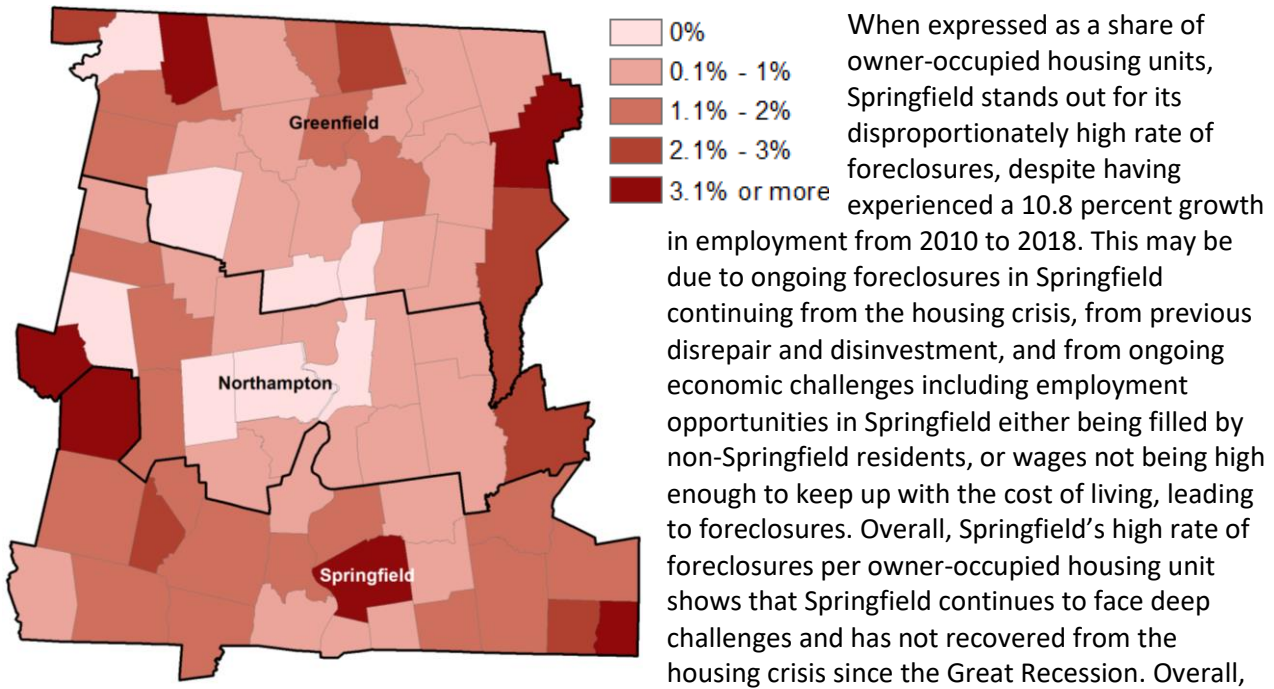 0%
0.1% - 1%
1.1% - 2%
2.1% - 3%
3.1% or more
Greenfield
Northampton
Springfield
When expressed as a share of
owner-occupied housing units,
Springfield stands out for its
disproportionately high rate of
foreclosures, despite having
experienced a 10.8 percent growth
in employment from 2010 to 2018. This may be
due to ongoing foreclosures in Springfield
continuing from the housing crisis, from previous
disrepair and disinvestment, and from ongoing
economic challenges including employment
opportunities in Springfield either being filled by
non-Springfield residents, or wages not being high
enough to keep up with the cost of living, leading
to foreclosures. Overall, Springfield’s high rate of
foreclosures per owner-occupied housing unit
shows that Springfield continues to face deep
challenges and has not recovered from the
housing crisis since the Great Recession. Overall,